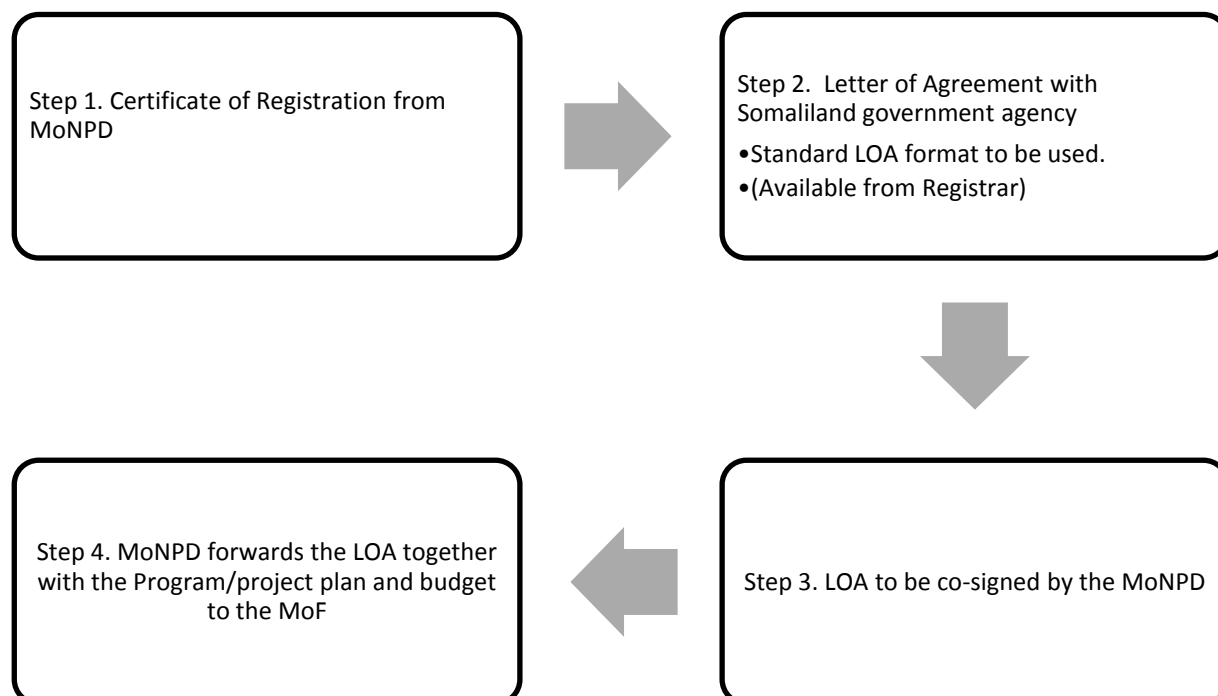 Step 1. Certificate of Registration from
MoNPD
Step 2.  Letter of Agreement with
Somaliland government agency
•Standard LOA format to be used.
•(Available from Registrar)
Step 3. LOA to be co-signed by the MoNPD
Step 4. MoNPD forwards the LOA together
with the Program/project plan and budget
to the MoF